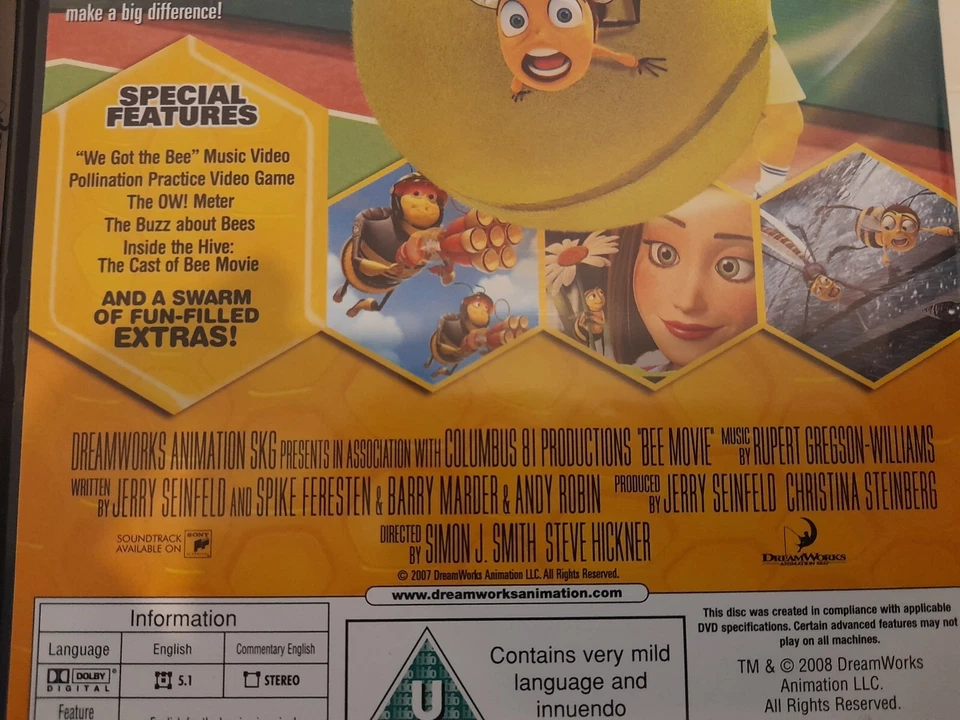 make a big difference!
SPECIAL
FEATURES
"We Got the Bee" Music Video
Pollination Practice Video Game
The OW! Meter
The Buzz about Bees
Inside the Hive:
The Cast of Bee Movie
AND A SWARM
OF FUN-FILLED
EXTRAS!
DREAMWORKS ANIMATION SKG PRESENTS IN ASSOCIATION WITH COLUMBUS 81 PRODUCTIONS "BEE MOVIE" MUSIC BY RUPERT GREGSON-WILLIAMS
WRITTEN BY JERRY SEINFELD AND SPIKE FERESTEN & BARRY MARDER & ANDY ROBIN PRODUCED BY JERRY SEINFELD CHRISTINA STEINBERG
DIRECTED BY SIMON J. SMITH STEVE HICKNER
SOUNDTRACK
AVAILABLE ON
SONY
DREAMWORKS
ANIMATION SKG
© 2007 DreamWorks Animation LLC. All Rights Reserved.
www.dreamworksanimation.com
Information
Language English Commentary English
DOLBY
DIGITAL
5.1
STEREO
Feature
U
Contains very mild
language and
innuendo
This disc was created in compliance with applicable
DVD specifications. Certain advanced features may not
play on all machines.
TM & © 2008 DreamWorks
Animation LLC.
All Rights Reserved.